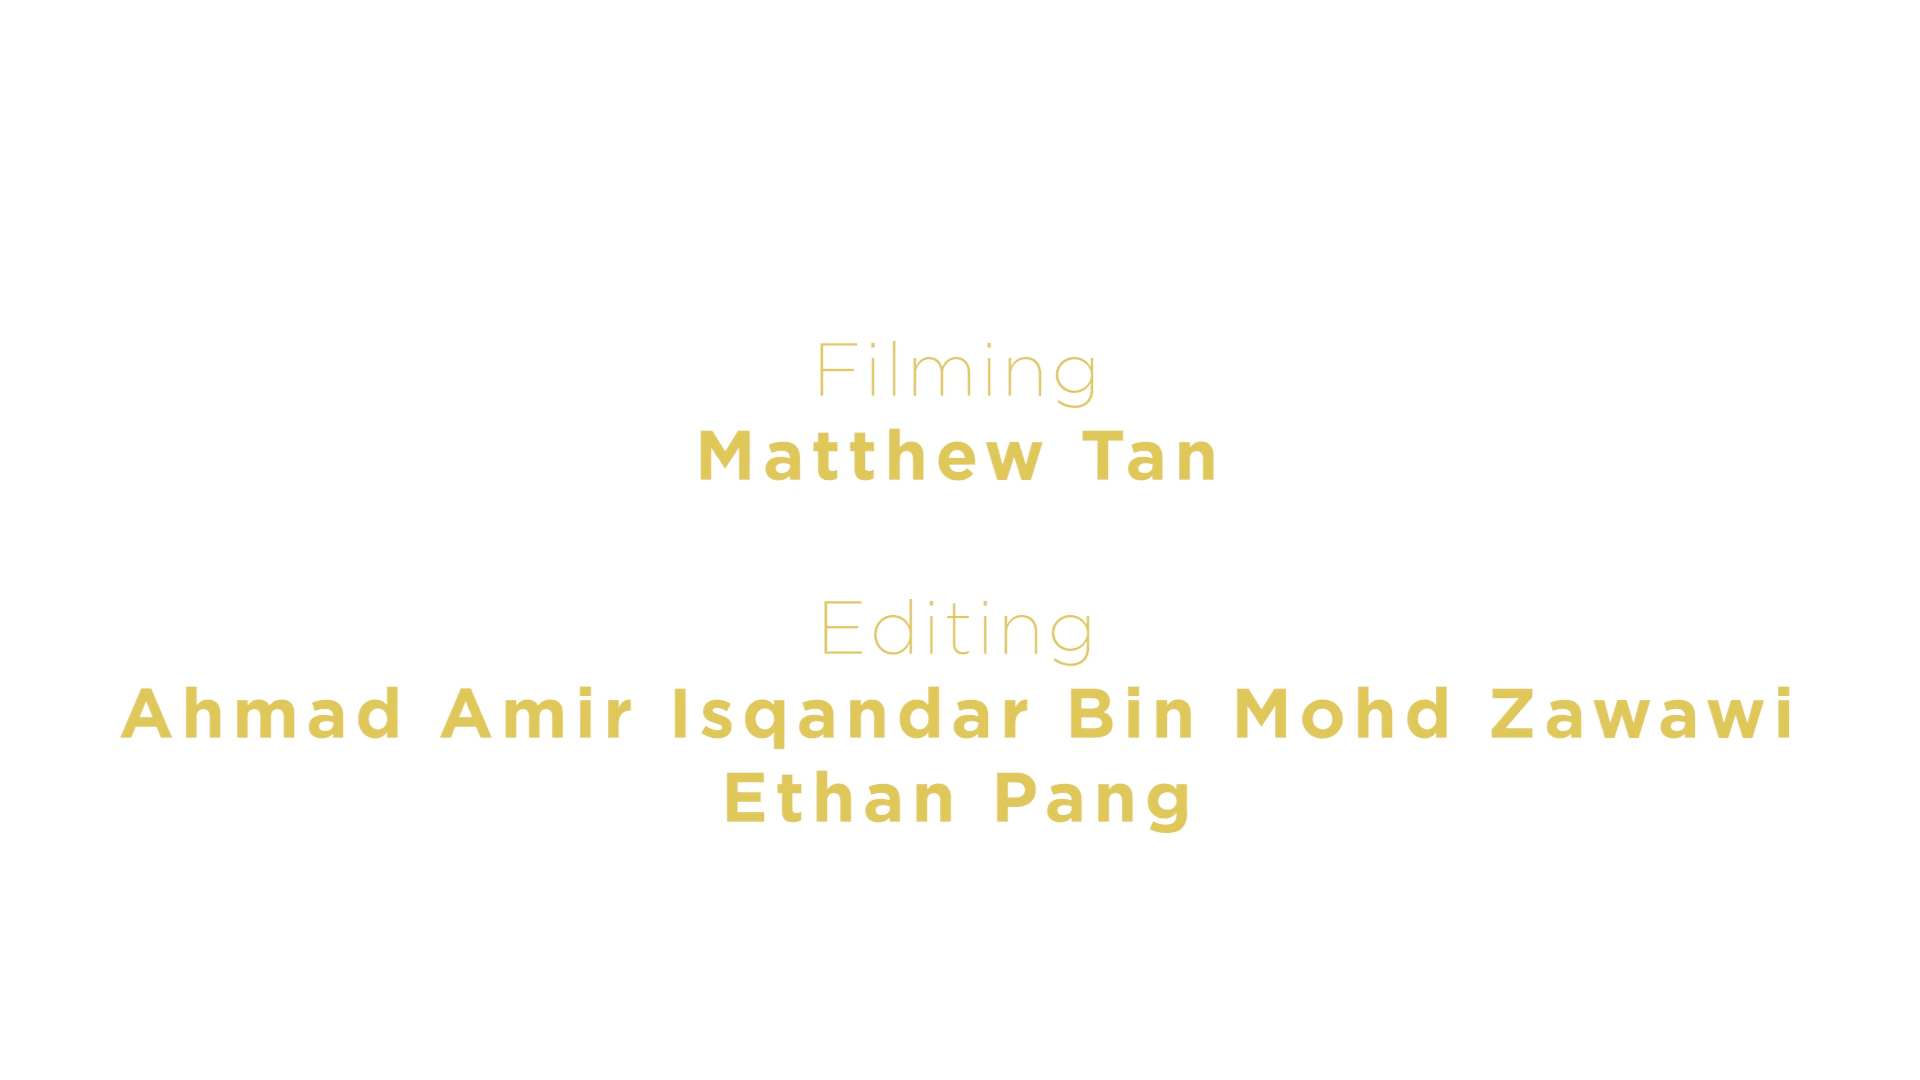 Filming
Matthew Tan
Editing
Ahmad Amir Isqandar Bin Mohd Zawawi
Ethan Pang